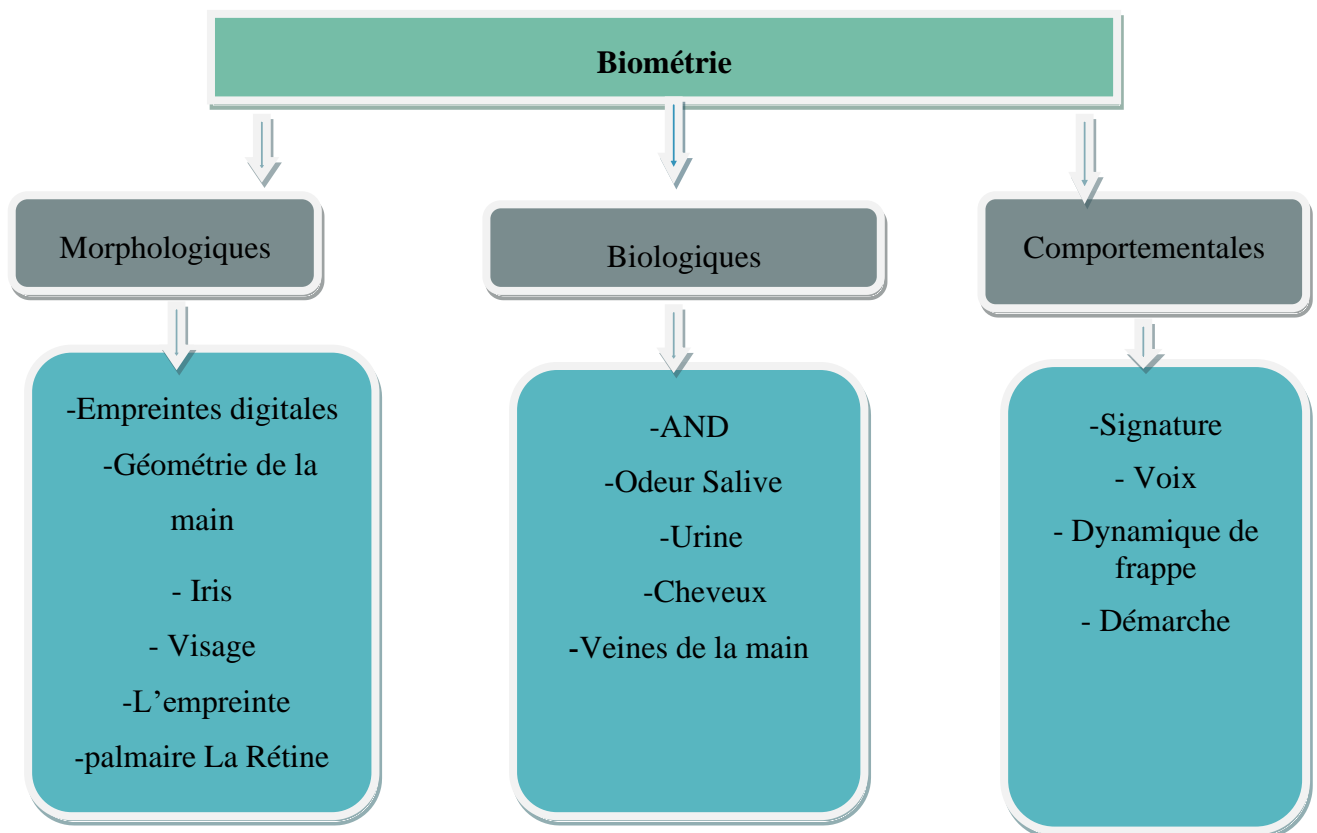 Biométrie
Morphologiques
Biologiques
Comportementales
-Empreintes digitales
-Géométrie de la
main
- Iris
- Visage
-L’empreinte
-palmaire La Rétine
-AND
-Odeur Salive
-Urine
-Cheveux
-Veines de la main
-Signature
- Voix
- Dynamique de
frappe
- Démarche